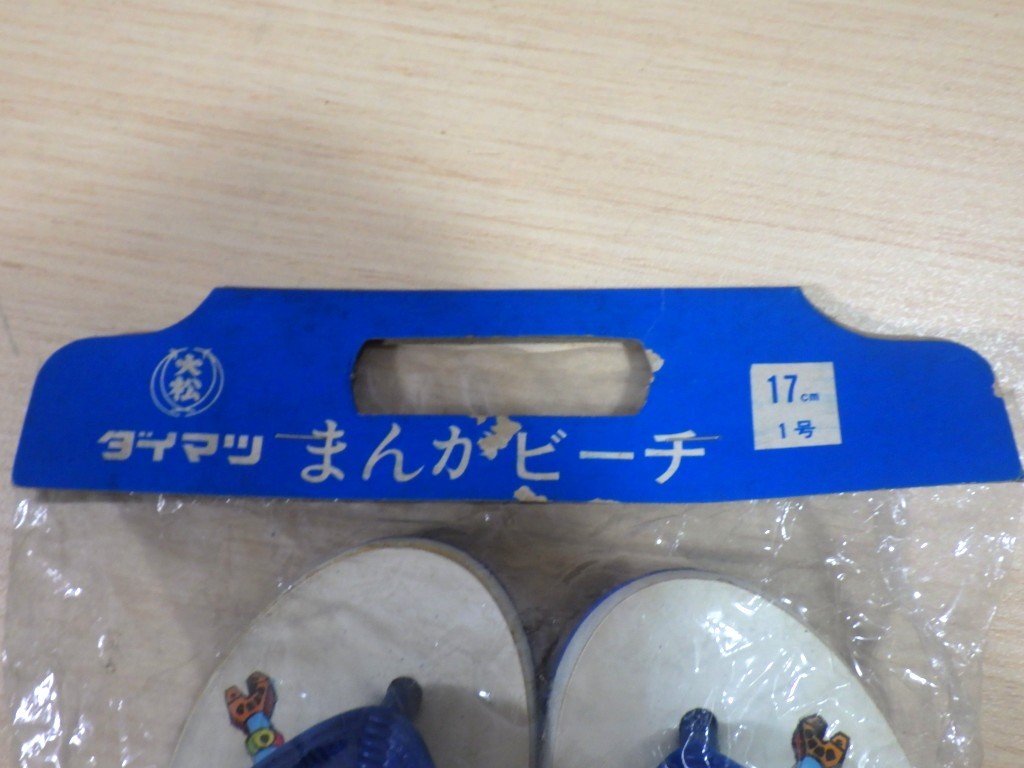 大松
ダイマツ まんがビーチ
17cm
1号